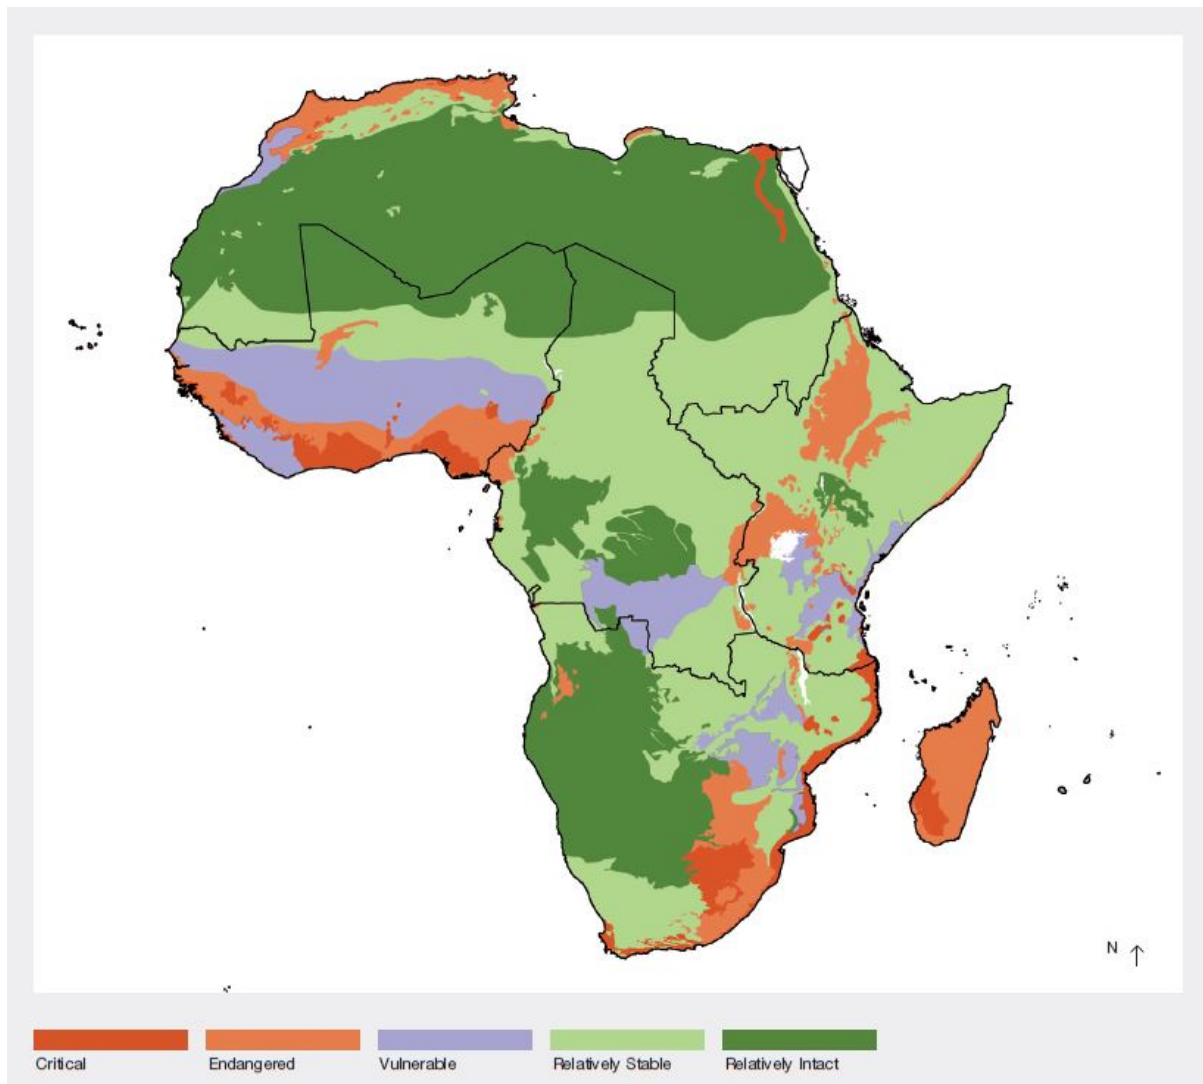 N
Critical
Endangered
Vulnerable
Relatively Stable
Relatively Intact